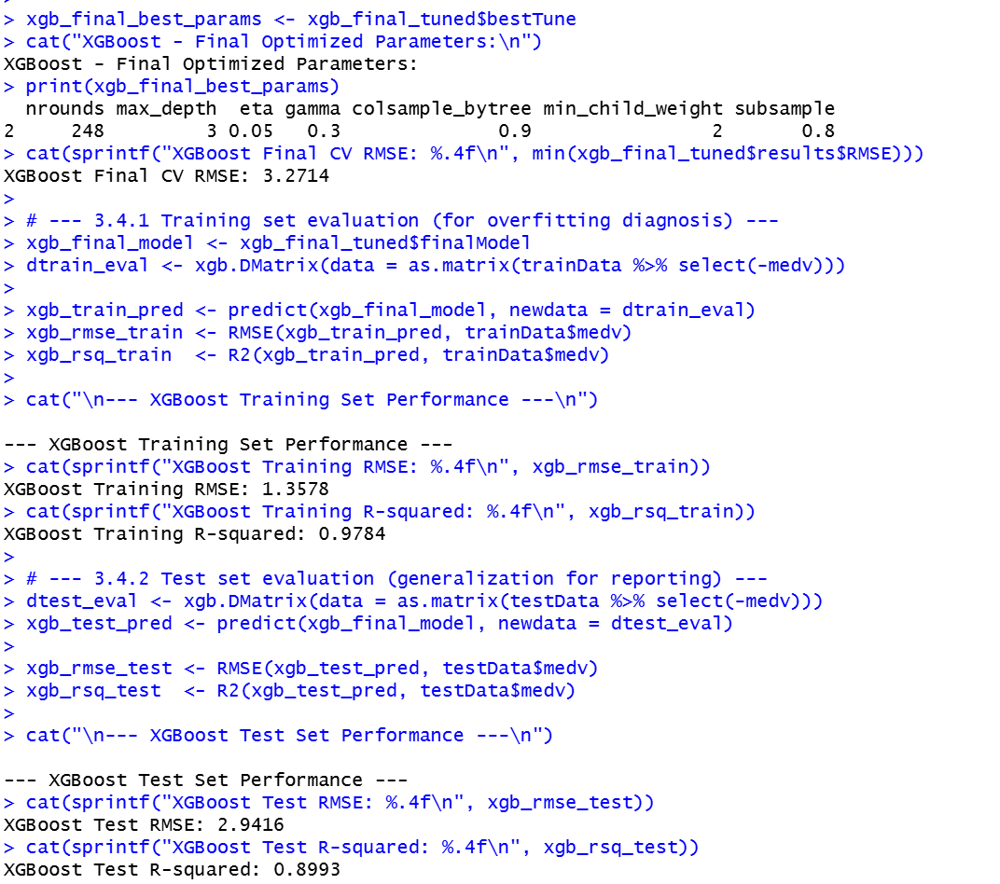 > xgb_final_best_params <- xgb_final_tuned$bestTune
> cat("XGBoost - Final Optimized Parameters:\n")
XGBoost - Final Optimized Parameters:
> print(xgb_final_best_params)
  nrounds max_depth  eta gamma colsample_bytree min_child_weight subsample
2     248         3 0.05   0.3              0.9                2       0.8
> cat(sprintf("XGBoost Final CV RMSE: %.4f\n", min(xgb_final_tuned$results$RMSE)))
XGBoost Final CV RMSE: 3.2714
>
> # --- 3.4.1 Training set evaluation (for overfitting diagnosis) ---
> xgb_final_model <- xgb_final_tuned$finalModel
> dtrain_eval <- xgb.DMatrix(data = as.matrix(trainData %>% select(-medv)))
>
> xgb_train_pred <- predict(xgb_final_model, newdata = dtrain_eval)
> xgb_rmse_train <- RMSE(xgb_train_pred, trainData$medv)
> xgb_rsq_train  <- R2(xgb_train_pred, trainData$medv)
>
> cat("\n--- XGBoost Training Set Performance ---\n")

--- XGBoost Training Set Performance ---
> cat(sprintf("XGBoost Training RMSE: %.4f\n", xgb_rmse_train))
XGBoost Training RMSE: 1.3578
> cat(sprintf("XGBoost Training R-squared: %.4f\n", xgb_rsq_train))
XGBoost Training R-squared: 0.9784
>
> # --- 3.4.2 Test set evaluation (generalization for reporting) ---
> dtest_eval <- xgb.DMatrix(data = as.matrix(testData %>% select(-medv)))
> xgb_test_pred <- predict(xgb_final_model, newdata = dtest_eval)
>
> xgb_rmse_test <- RMSE(xgb_test_pred, testData$medv)
> xgb_rsq_test  <- R2(xgb_test_pred, testData$medv)
>
> cat("\n--- XGBoost Test Set Performance ---\n")

--- XGBoost Test Set Performance ---
> cat(sprintf("XGBoost Test RMSE: %.4f\n", xgb_rmse_test))
XGBoost Test RMSE: 2.9416
> cat(sprintf("XGBoost Test R-squared: %.4f\n", xgb_rsq_test))
XGBoost Test R-squared: 0.8993